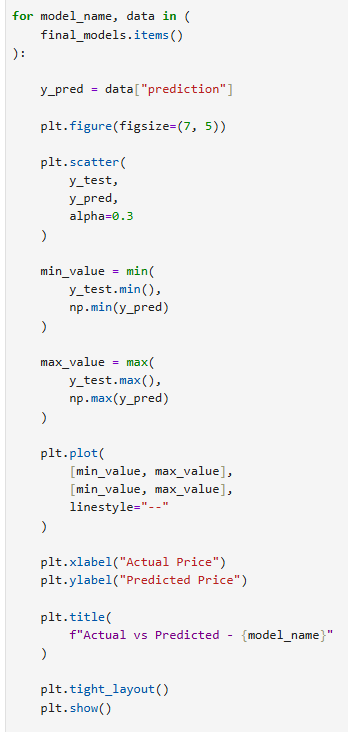 for model_name, data in (
    final_models.items()
):
    y_pred = data["prediction"]
    plt.figure(figsize=(7, 5))
    plt.scatter(
        y_test,
        y_pred,
        alpha=0.3
    )
    min_value = min(
        y_test.min(),
        np.min(y_pred)
    )
    max_value = max(
        y_test.max(),
        np.max(y_pred)
    )
    plt.plot(
        [min_value, max_value],
        [min_value, max_value],
        linestyle="--"
    )
    plt.xlabel("Actual Price")
    plt.ylabel("Predicted Price")
    plt.title(
        f"Actual vs Predicted - {model_name}"
    )
    plt.tight_layout()
    plt.show()